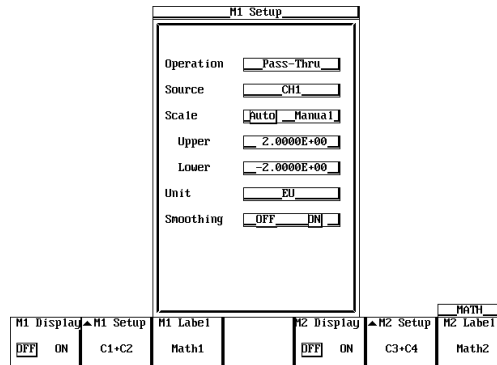 M1 Setup
Operation Pass-Thru
Source CH1
Scale Auto Manual
Upper 2.0000E+00
Lower -2.0000E+00
Unit EU
Smoothing OFF ON
MATH
M1 Display ▲M1 Setup M1 Label M2 Display ▲M2 Setup M2 Label
OFF ON C1+C2 Math1 OFF ON C3+C4 Math2